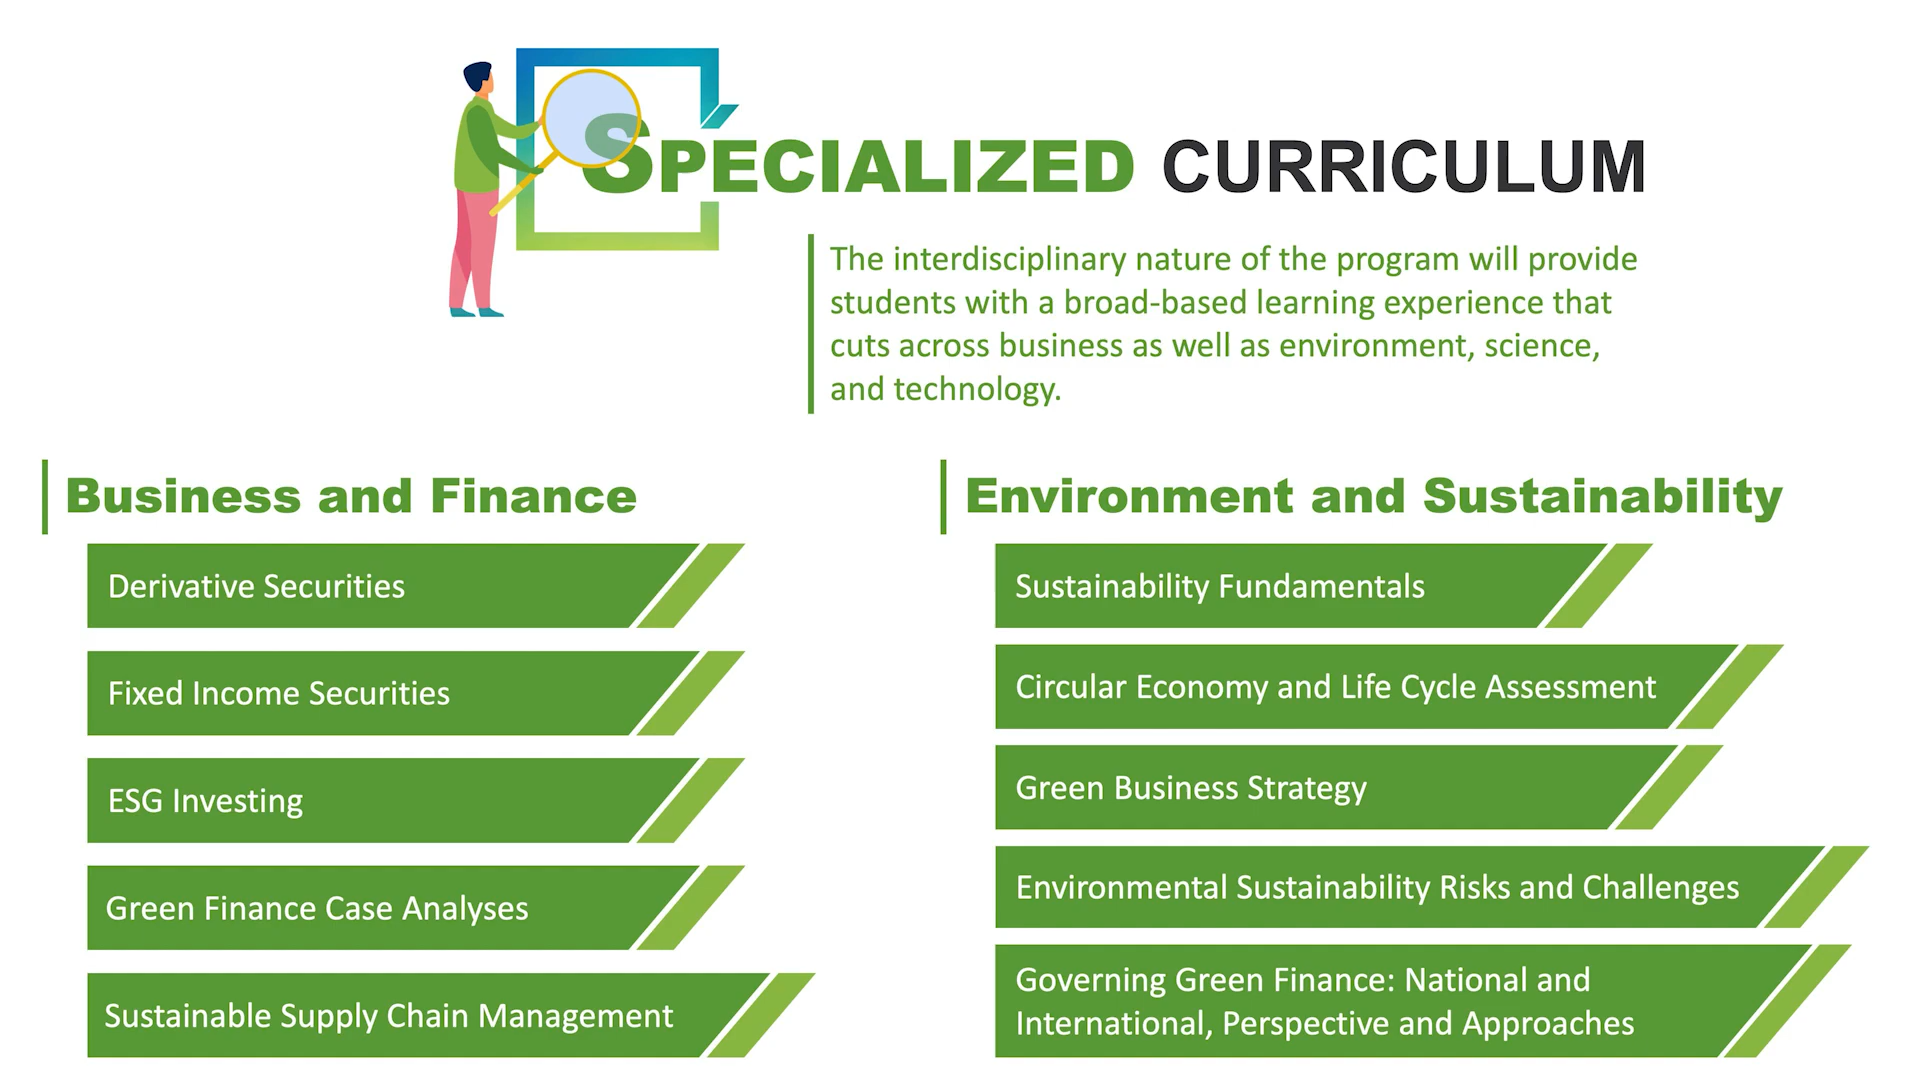 SPECIALIZED CURRICULUM
The interdisciplinary nature of the program will provide
students with a broad-based learning experience that
cuts across business as well as environment, science,
and technology.
Business and Finance
Derivative Securities
Fixed Income Securities
ESG Investing
Green Finance Case Analyses
Sustainable Supply Chain Management
Environment and Sustainability
Sustainability Fundamentals
Circular Economy and Life Cycle Assessment
Green Business Strategy
Environmental Sustainability Risks and Challenges
Governing Green Finance: National and
International, Perspective and Approaches